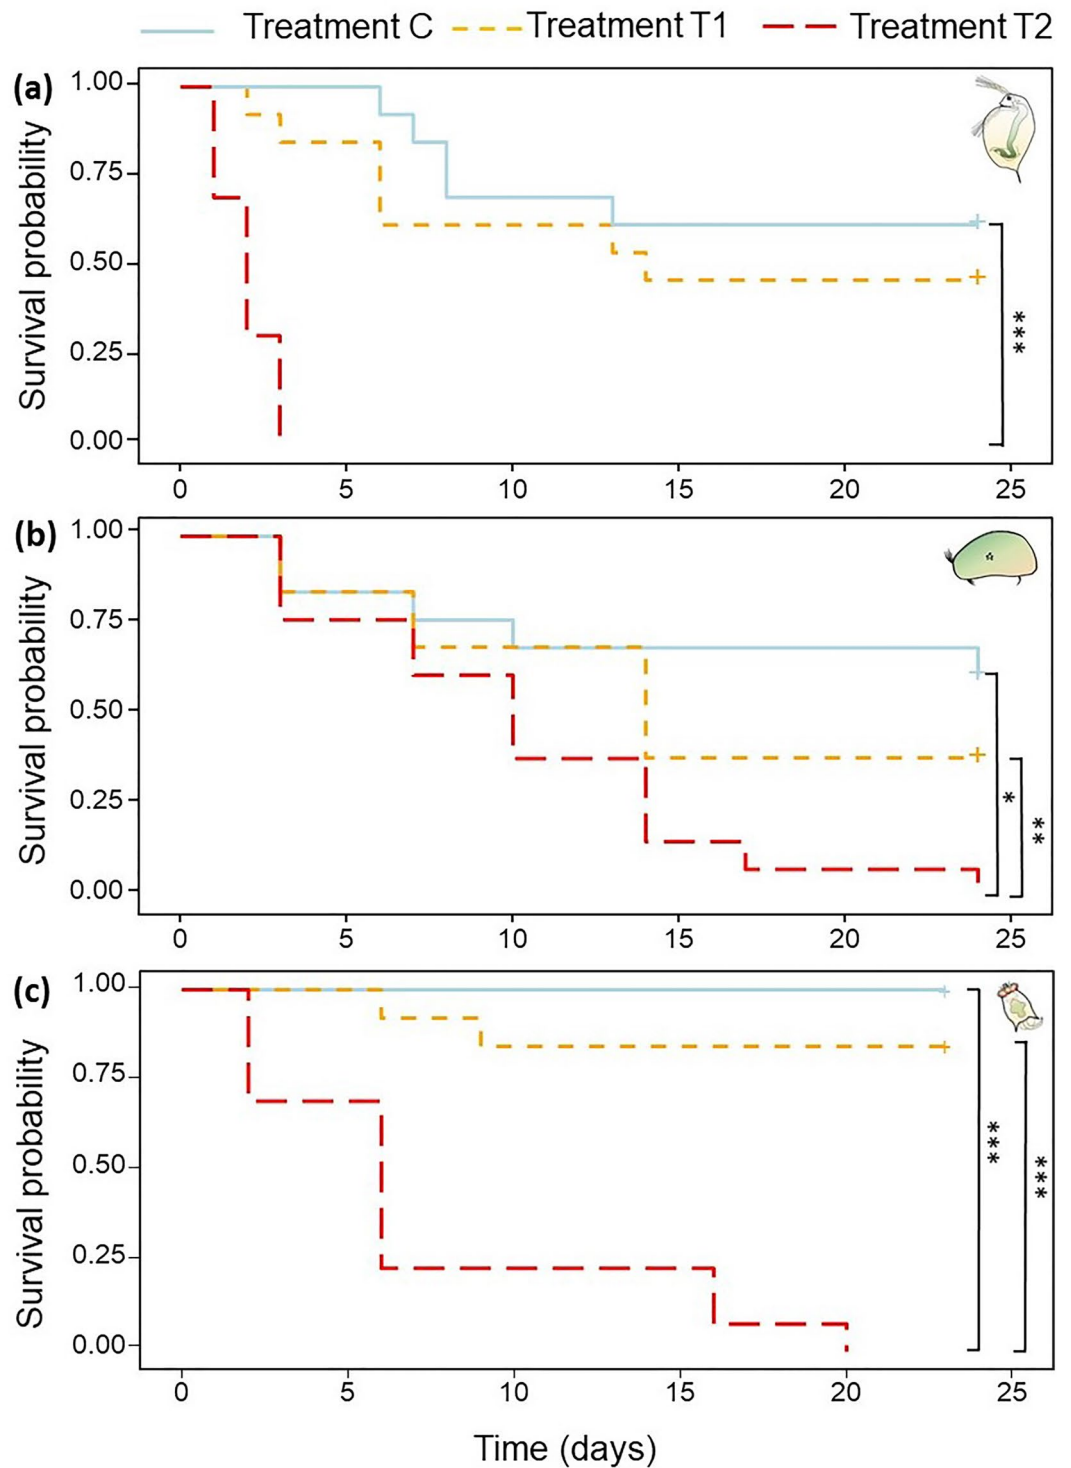 Treatment C Treatment T1 Treatment T2
(a)
Survival probability
1.00
0.75
0.50
0.25
0.00
***
0 5 10 15 20 25
(b)
Survival probability
1.00
0.75
0.50
0.25
0.00
*
**
0 5 10 15 20 25
(c)
Survival probability
1.00
0.75
0.50
0.25
0.00
***
***
0 5 10 15 20 25
Time (days)